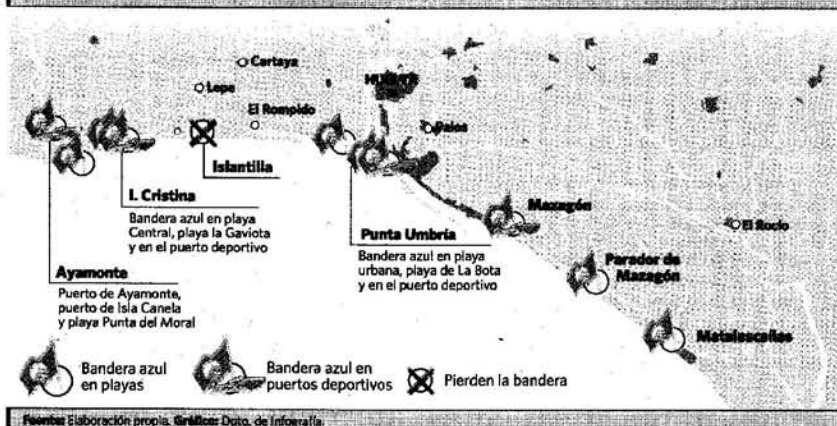 Cartaya
Lepe
HUELVA
El Rompido
Palos
Islantilla
I. Cristina
Bandera azul en playa
Central, playa la Gaviota
y en el puerto deportivo
Ayamonte
Puerto de Ayamonte,
puerto de Isla Canela
y playa Punta del Moral
Punta Umbría
Bandera azul en playa
urbana, playa de La Bota
y en el puerto deportivo
Mazagón
El Rocío
Parador de
Mazagón
Matalascañas
Bandera azul
en playas
Bandera azul en
puertos deportivos
Pierden la bandera
Fuente: Elaboración propia. Gráfico: Dpto. de Infografía.